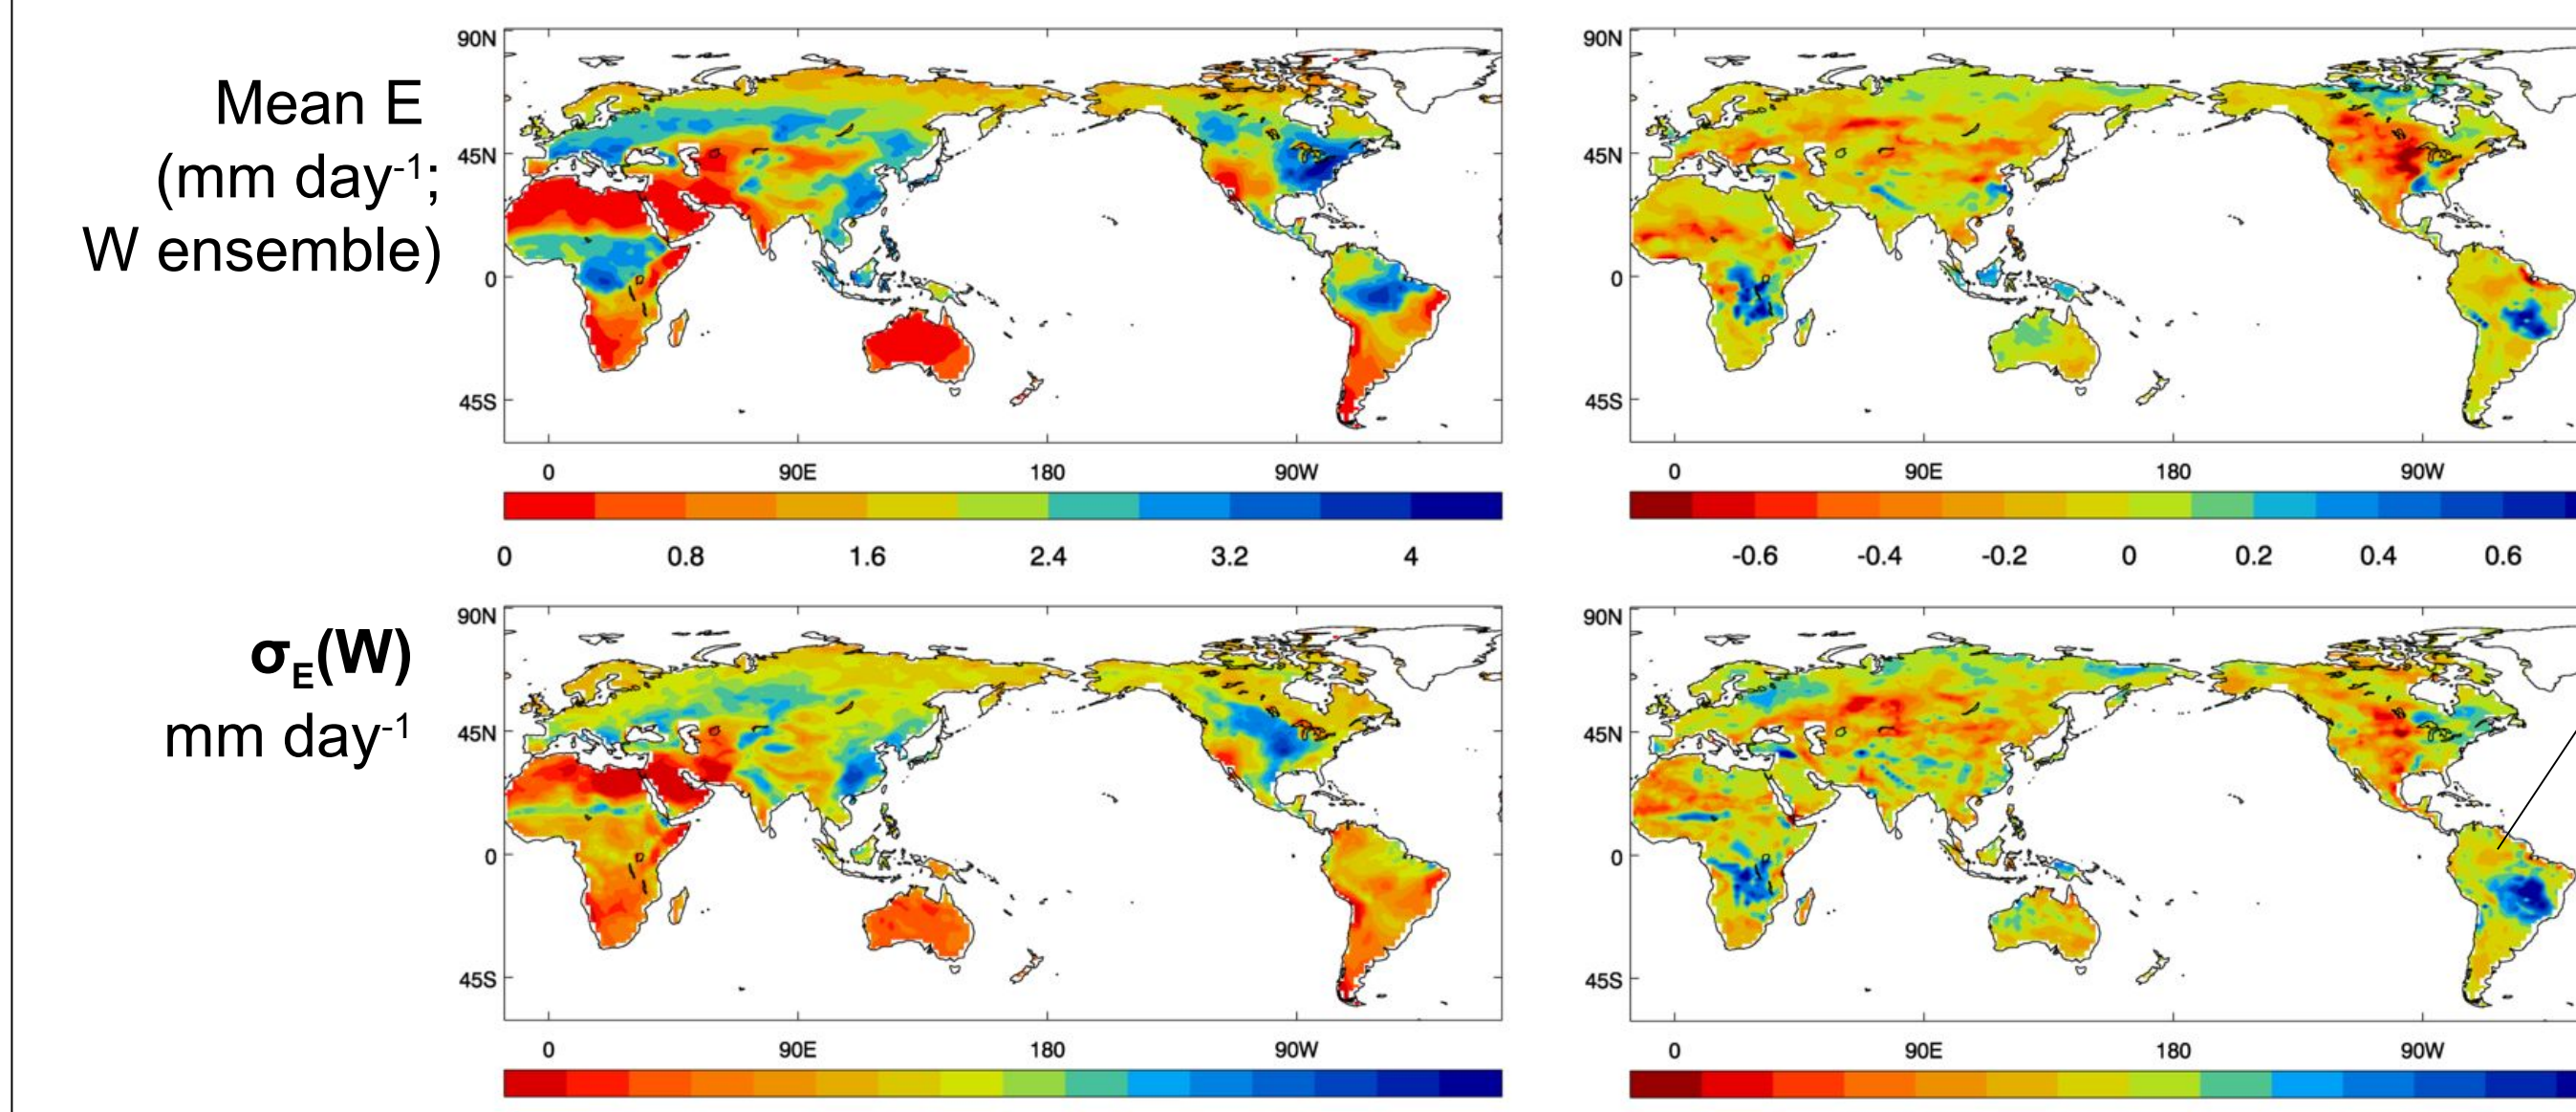 Mean E
(mm day-1;
W ensemble)
90N
45N
0
45S
0 90E 180 90W
0 0.8 1.6 2.4 3.2 4
90N
45N
0
45S
0 90E 180 90W
-0.6 -0.4 -0.2 0 0.2 0.4 0.6
σE(W)
mm day-1
90N
45N
0
45S
0 90E 180 90W
90N
45N
0
45S
0 90E 180 90W